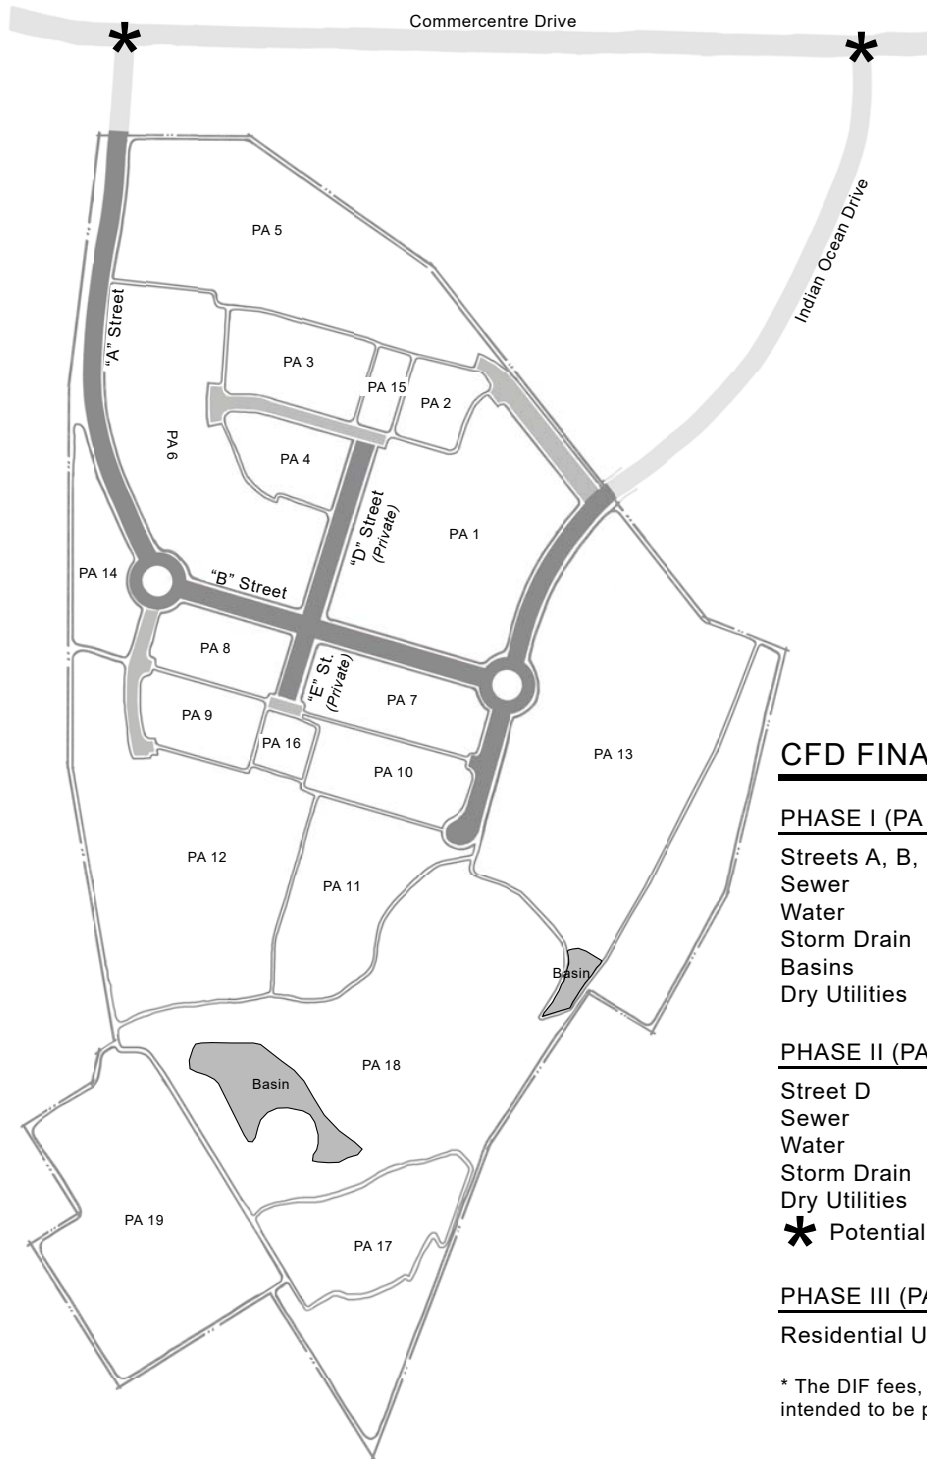 Commercentre Drive
Indian Ocean Drive
PA 5
“A” Street
PA 3
PA 15
PA 2
PA 6
PA 4
“D” Street
(Private)
PA 1
PA 14
“B” Street
PA 8
“E” St.
(Private)
PA 7
PA 9
PA 16
PA 10
PA 13
PA 12
PA 11
Basin
PA 18
Basin
PA 19
PA 17
CFD FINA
PHASE I (PA
Streets A, B,
Sewer
Water
Storm Drain
Basins
Dry Utilities
PHASE II (PA
Street D
Sewer
Water
Storm Drain
Dry Utilities
* Potential
PHASE III (PA
Residential U
* The DIF fees,
intended to be p